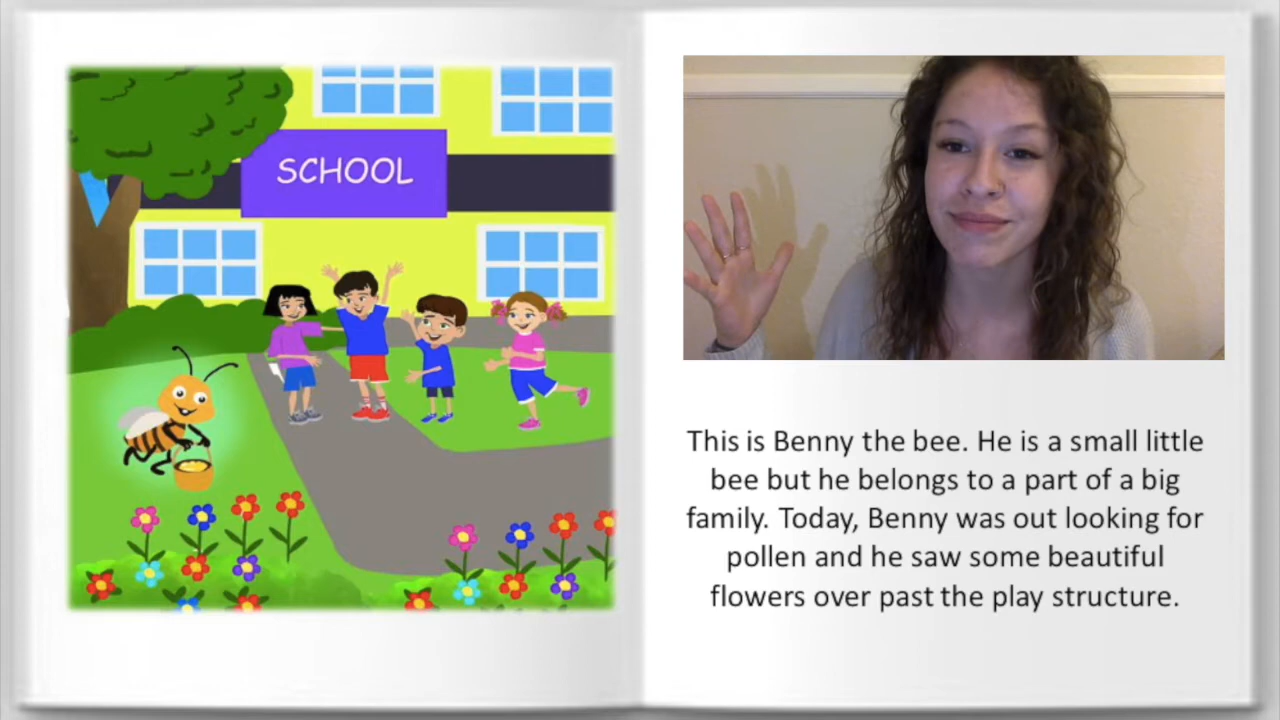 SCHOOL
This is Benny the bee. He is a small little
bee but he belongs to a part of a big
family. Today, Benny was out looking for
pollen and he saw some beautiful
flowers over past the play structure.